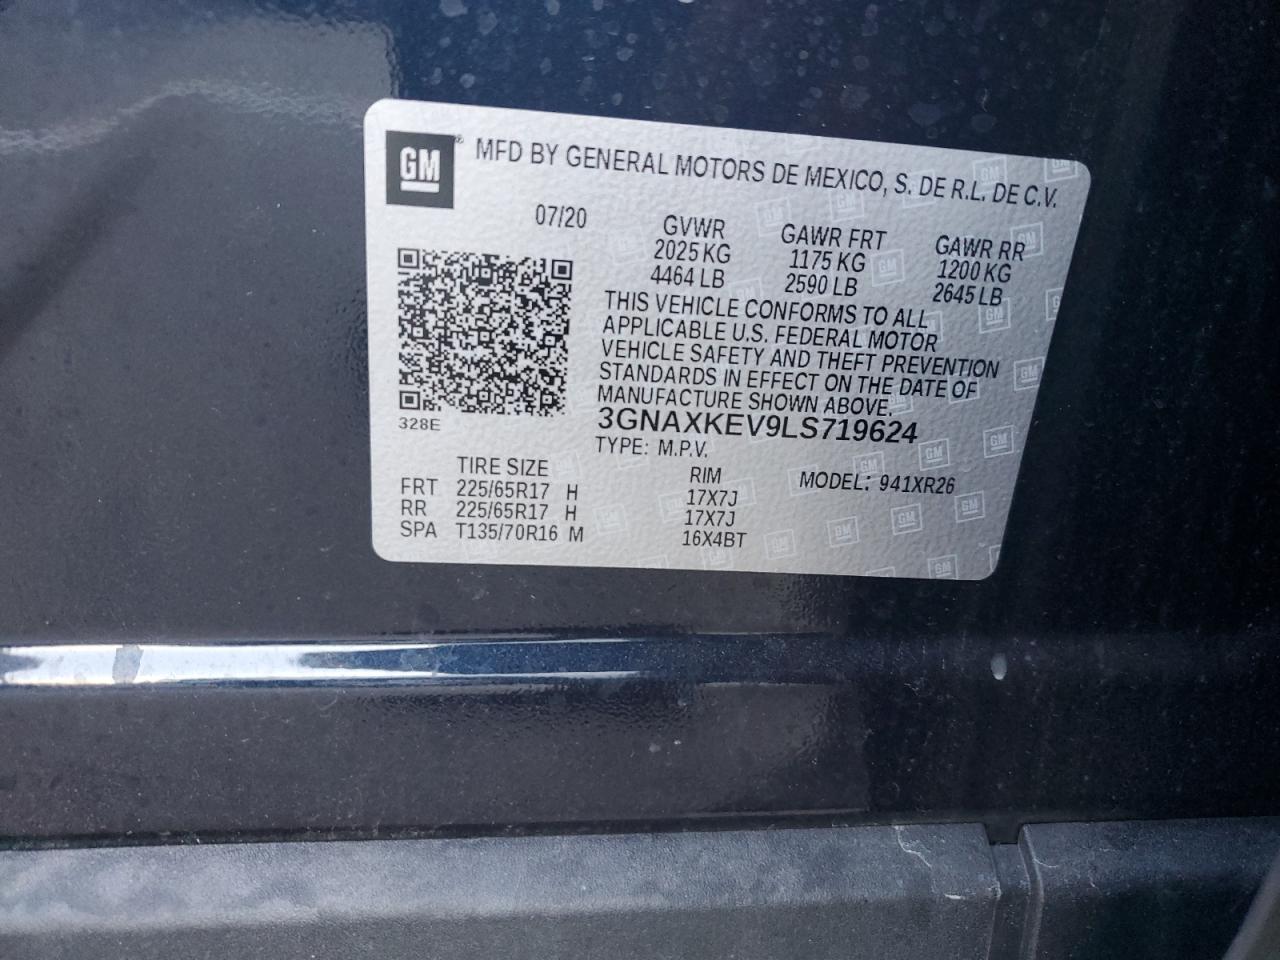 GM® MFD BY GENERAL MOTORS DE MEXICO, S. DE R.L. DE C.V.
07/20
GVWR GAWR FRT GAWR RR
2025 KG 1175 KG 1200 KG
4464 LB 2590 LB 2645 LB
THIS VEHICLE CONFORMS TO ALL
APPLICABLE U.S. FEDERAL MOTOR
VEHICLE SAFETY AND THEFT PREVENTION
STANDARDS IN EFFECT ON THE DATE OF
MANUFACTURE SHOWN ABOVE.
3GNAXKEV9LS719624
328E
TYPE: M.P.V.
TIRE SIZE RIM MODEL: 941XR26
FRT 225/65R17 H 17X7J
RR 225/65R17 H 17X7J
SPA T135/70R16 M 16X4BT